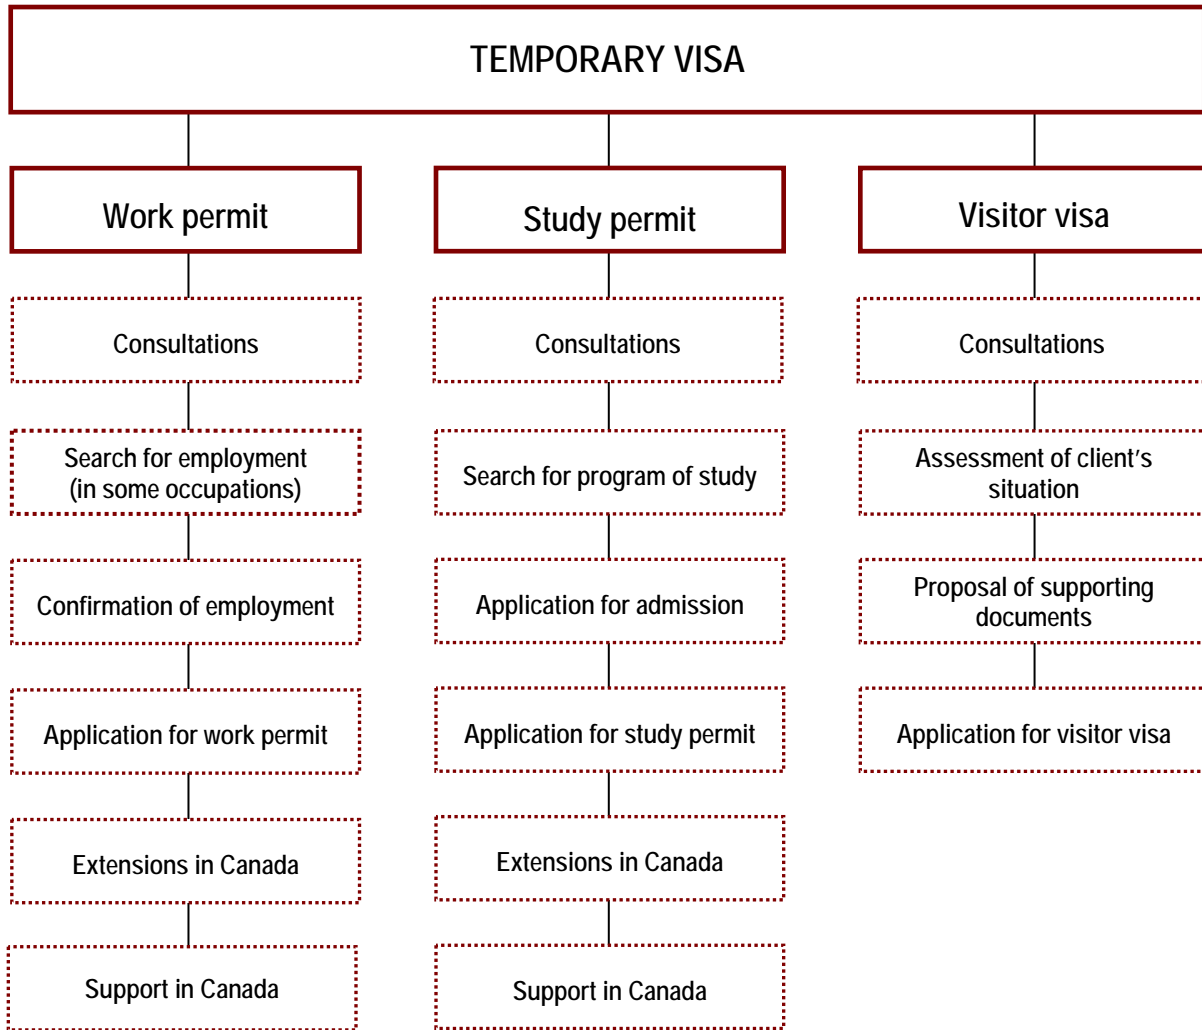 TEMPORARY VISA
Work permit
Study permit
Visitor visa
Consultations
Consultations
Consultations
Search for employment
(in some occupations)
Search for program of study
Assessment of client's
situation
Confirmation of employment
Application for admission
Proposal of supporting
documents
Application for work permit
Application for study permit
Application for visitor visa
Extensions in Canada
Extensions in Canada
Support in Canada
Support in Canada